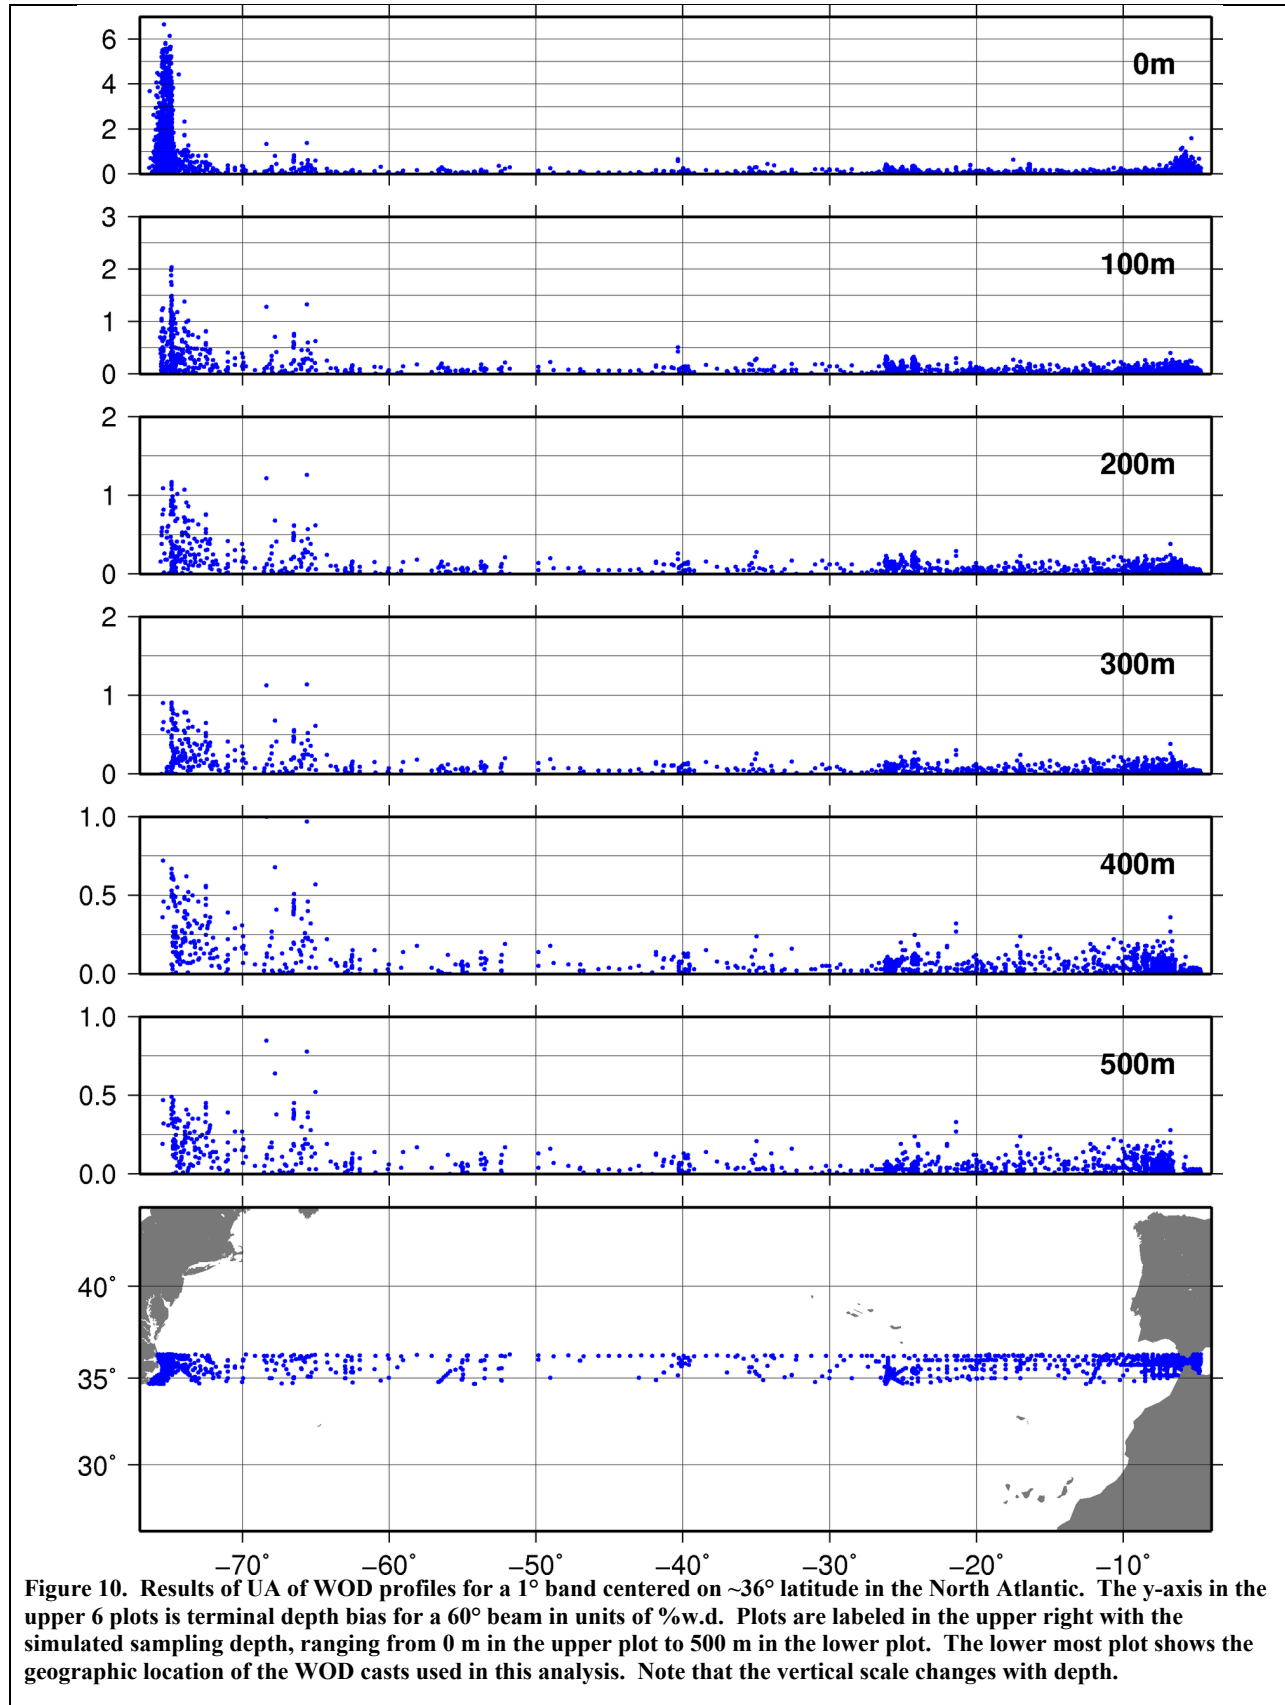 6
4
2
0
0m
3
2
1
0
100m
2
1
0
200m
2
1
0
300m
1.0
0.5
0.0
400m
1.0
0.5
0.0
500m
40°
35°
30°
−70° −60° −50° −40° −30° −20° −10°
Figure 10. Results of UA of WOD profiles for a 1° band centered on ~36° latitude in the North Atlantic. The y-axis in the
upper 6 plots is terminal depth bias for a 60° beam in units of %w.d. Plots are labeled in the upper right with the
simulated sampling depth, ranging from 0 m in the upper plot to 500 m in the lower plot. The lower most plot shows the
geographic location of the WOD casts used in this analysis. Note that the vertical scale changes with depth.